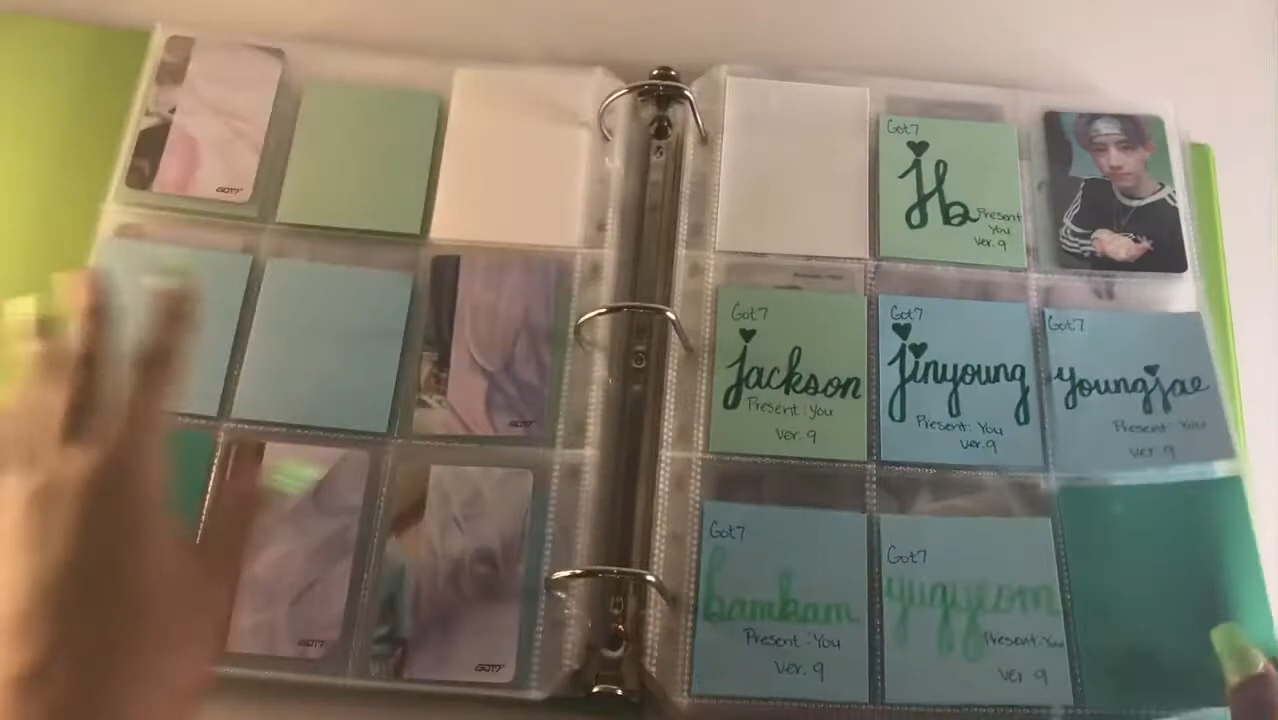 GOT7
GOT7
GOT7
GOT7
Got7
jb
Present
You
Ver. 9
Got7
jackson
Present: You
Ver. 9
Got7
jinyoung
Present: You
Ver. 9
Got7
youngjae
Present: You
Ver. 9
Got7
bambam
Present: You
Ver. 9
Got7
yugyeom
Present: You
Ver 9